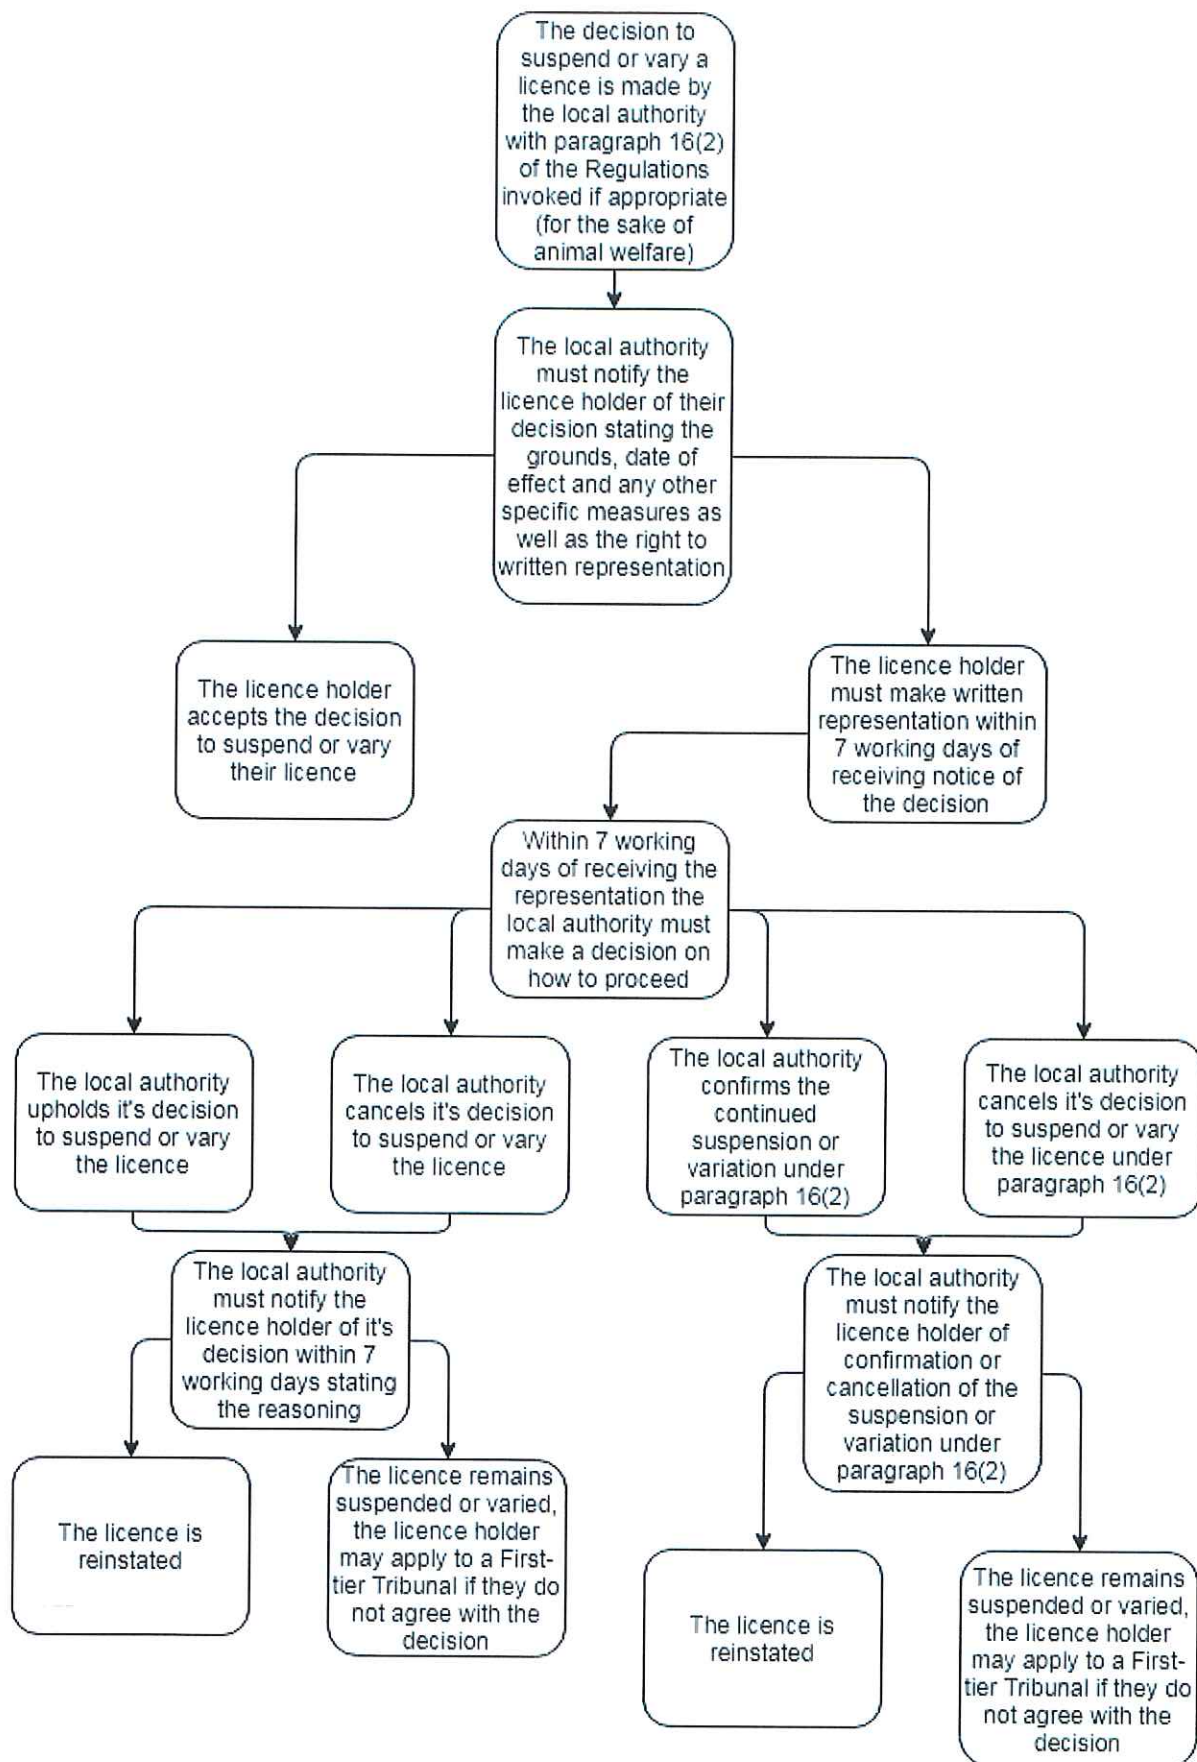 The decision to
suspend or vary a
licence is made by
the local authority
with paragraph 16(2)
of the Regulations
invoked if appropriate
(for the sake of
animal welfare)
The local authority
must notify the
licence holder of their
decision stating the
grounds, date of
effect and any other
specific measures as
well as the right to
written representation
The licence holder
accepts the decision
to suspend or vary
their licence
The licence holder
must make written
representation within
7 working days of
receiving notice of
the decision
Within 7 working
days of receiving the
representation the
local authority must
make a decision on
how to proceed
The local authority
upholds it's decision
to suspend or vary
the licence
The local authority
cancels it's decision
to suspend or vary
the licence
The local authority
confirms the
continued
suspension or
variation under
paragraph 16(2)
The local authority
cancels it's decision
to suspend or vary
the licence under
paragraph 16(2)
The local authority
must notify the
licence holder of it's
decision within 7
working days stating
the reasoning
The local authority
must notify the
licence holder of
confirmation or
cancellation of the
suspension or
variation under
paragraph 16(2)
The licence is
reinstated
The licence remains
suspended or varied,
the licence holder
may apply to a First-
tier Tribunal if they do
not agree with the
decision
The licence is
reinstated
The licence remains
suspended or varied,
the licence holder
may apply to a First-
tier Tribunal if they do
not agree with the
decision